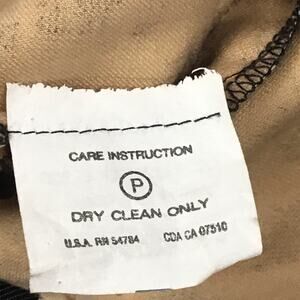 CARE INSTRUCTION
P
DRY CLEAN ONLY
U.S.A. RN 54784 CDA CA 07510